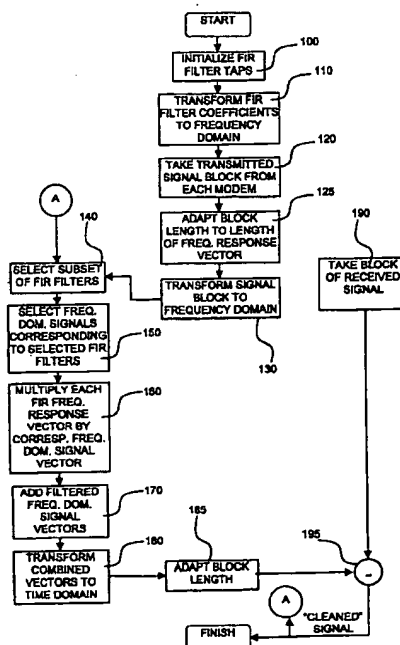 START
100
INITIALIZE FIR
FILTER TAPS
110
TRANSFORM FIR
FILTER COEFFICIENTS
TO FREQUENCY
DOMAIN
120
TAKE TRANSMITTED
SIGNAL BLOCK FROM
EACH MODEM
125
ADAPT BLOCK
LENGTH TO LENGTH
OF FREQ. RESPONSE
VECTOR
TRANSFORM SIGNAL
BLOCK TO FREQUENCY
DOMAIN
130
A
140
SELECT SUBSET
OF FIR FILTERS
SELECT FREQ.
DOM. SIGNALS
CORRESPONDING
TO SELECTED FIR
FILTERS
150
160
MULTIPLY EACH
FIR FREQ.
RESPONSE
VECTOR BY
CORRESP. FREQ.
DOM. SIGNAL
VECTOR
170
ADD FILTERED
FREQ. DOM.
SIGNAL
VECTORS
180
TRANSFORM
COMBINED
VECTORS TO
TIME DOMAIN
185
ADAPT BLOCK
LENGTH
190
TAKE BLOCK
OF RECEIVED
SIGNAL
195
-
A
"CLEANED"
SIGNAL
FINISH